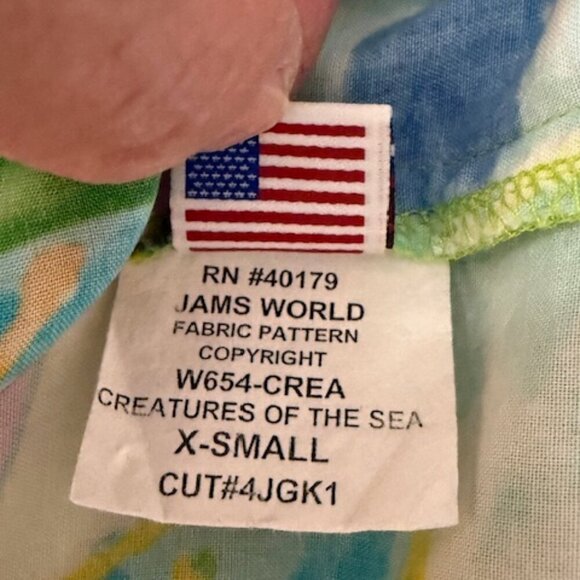 RN #40179
JAMS WORLD
FABRIC PATTERN
COPYRIGHT
W654-CREA
CREATURES OF THE SEA
X-SMALL
CUT#4JGK1